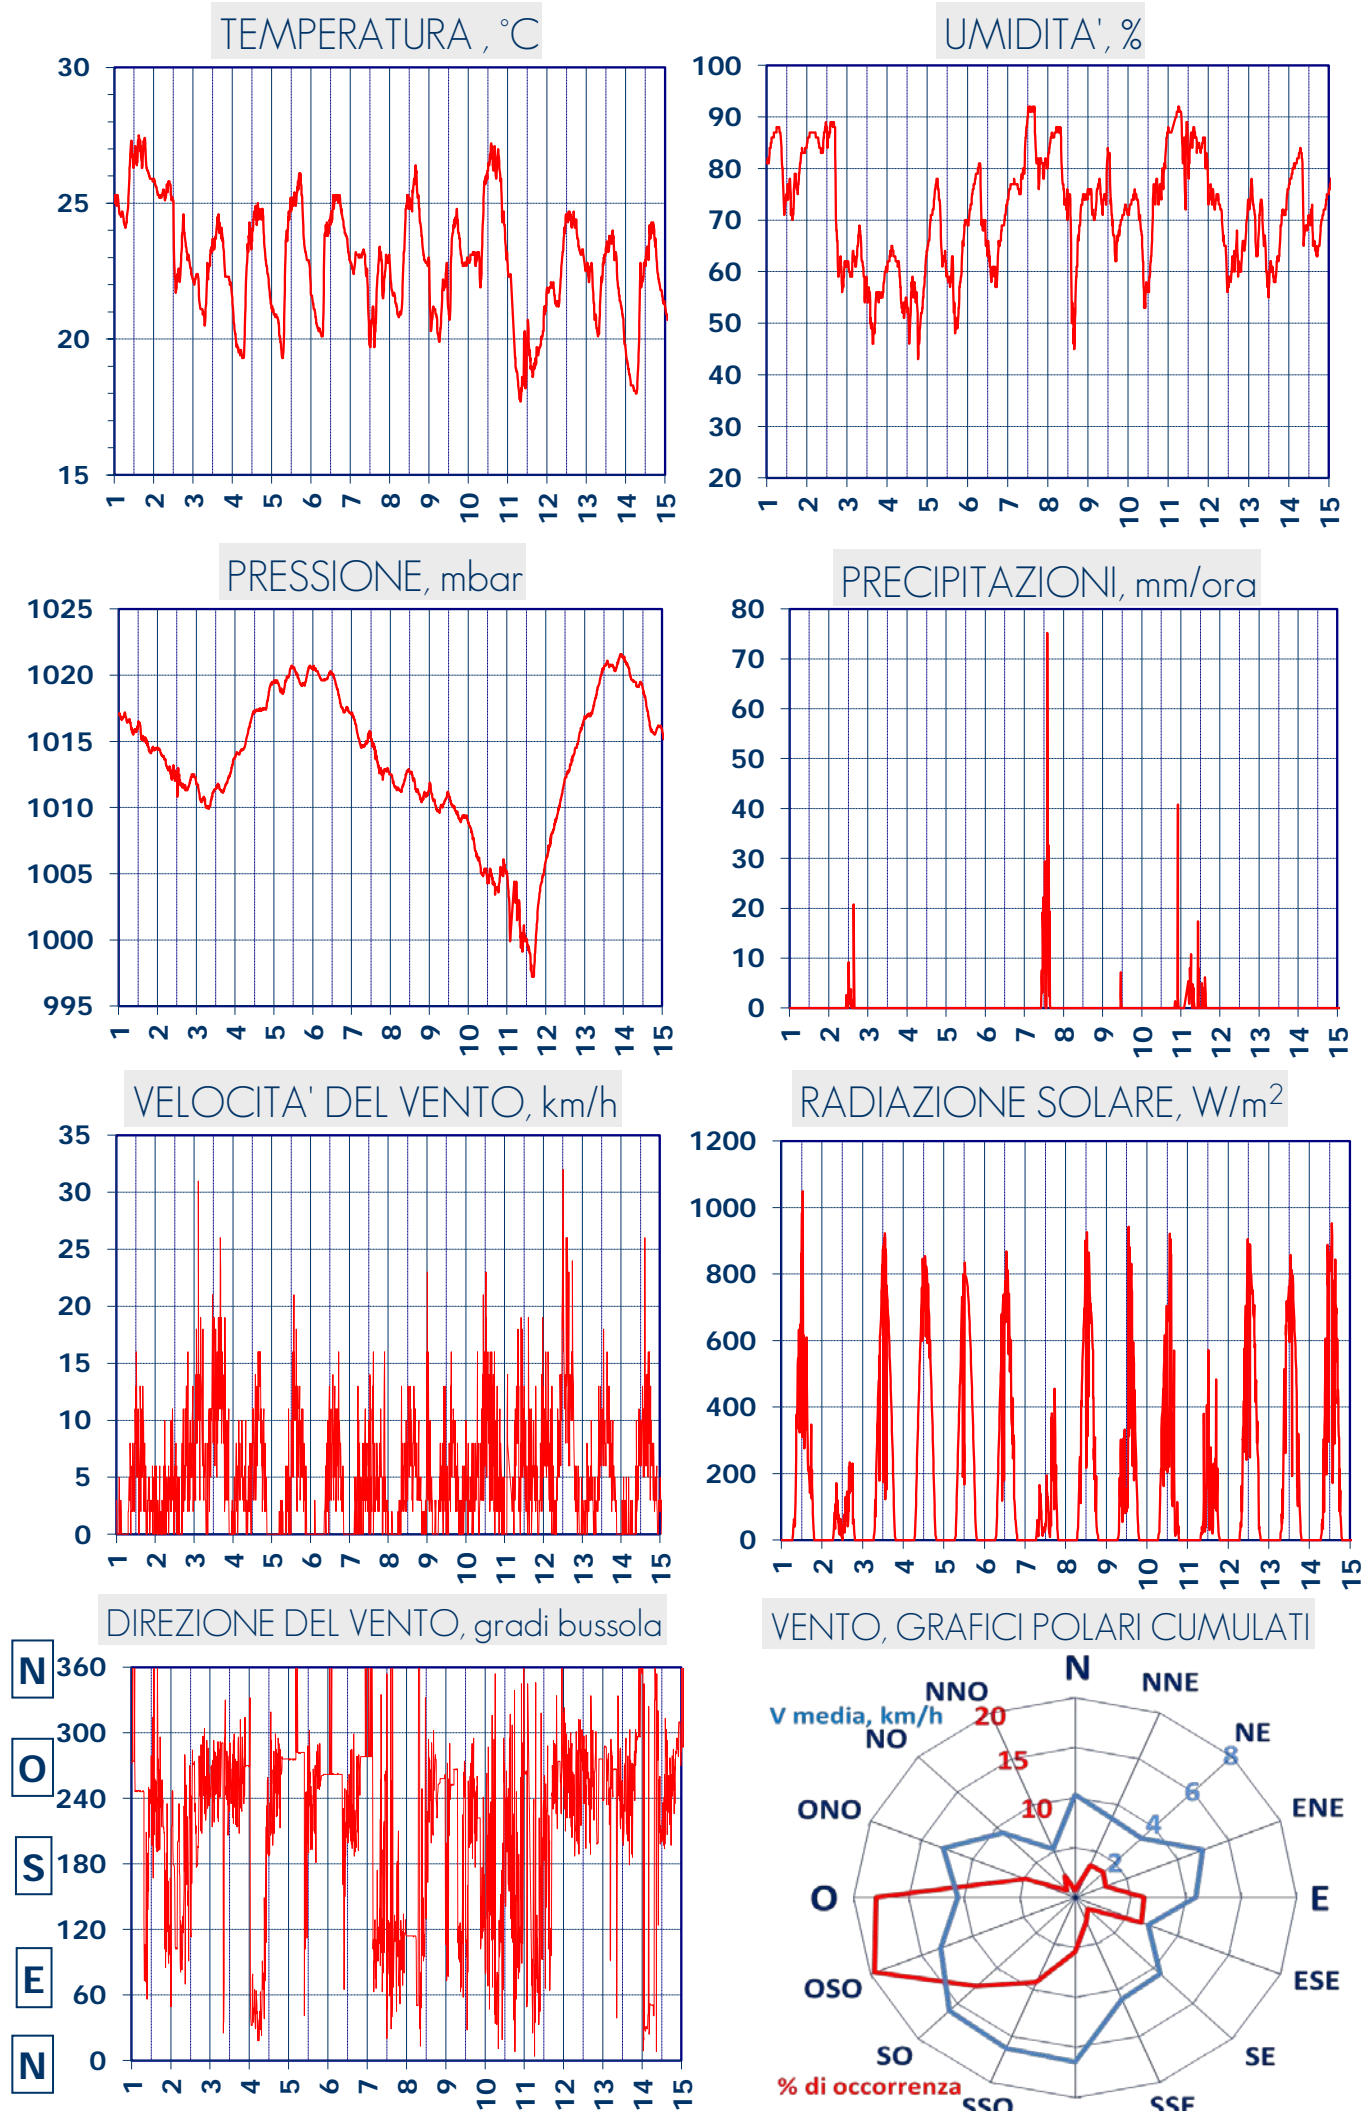 TEMPERATURA , °C
30
25
20
15
1 2 3 4 5 6 7 8 9 10 11 12 13 14 15
UMIDITA', %
100
90
80
70
60
50
40
30
20
1 2 3 4 5 6 7 8 9 10 11 12 13 14 15
PRESSIONE, mbar
1025
1020
1015
1010
1005
1000
995
1 2 3 4 5 6 7 8 9 10 11 12 13 14 15
PRECIPITAZIONI, mm/ora
80
70
60
50
40
30
20
10
0
1 2 3 4 5 6 7 8 9 10 11 12 13 14 15
VELOCITA' DEL VENTO, km/h
35
30
25
20
15
10
5
0
1 2 3 4 5 6 7 8 9 10 11 12 13 14 15
RADIAZIONE SOLARE, W/m²
1200
1000
800
600
400
200
0
1 2 3 4 5 6 7 8 9 10 11 12 13 14 15
DIREZIONE DEL VENTO, gradi bussola
N 360
300
O
240
S 180
120
E
60
N 0
1 2 3 4 5 6 7 8 9 10 11 12 13 14 15
VENTO, GRAFICI POLARI CUMULATI
N
NNO NNE
V media, km/h 20
NO NE
8
15
6
ONO 10 ENE
4
2
O E
OSO ESE
SO SE
% di occorrenza
SSO SSE